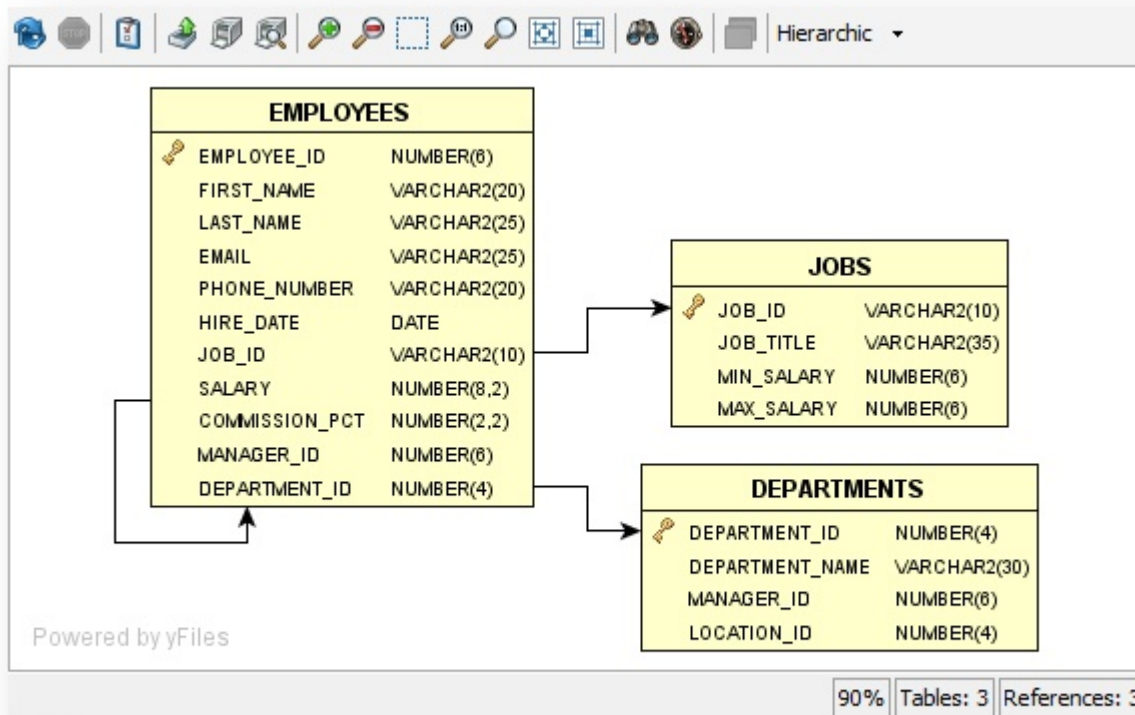 STOP
1:1
Hierarchic
EMPLOYEES
EMPLOYEE_ID NUMBER(6)
FIRST_NAME VARCHAR2(20)
LAST_NAME VARCHAR2(25)
EMAIL VARCHAR2(25)
PHONE_NUMBER VARCHAR2(20)
HIRE_DATE DATE
JOB_ID VARCHAR2(10)
SALARY NUMBER(8,2)
COMMISSION_PCT NUMBER(2,2)
MANAGER_ID NUMBER(6)
DEPARTMENT_ID NUMBER(4)
JOBS
JOB_ID VARCHAR2(10)
JOB_TITLE VARCHAR2(35)
MIN_SALARY NUMBER(6)
MAX_SALARY NUMBER(6)
DEPARTMENTS
DEPARTMENT_ID NUMBER(4)
DEPARTMENT_NAME VARCHAR2(30)
MANAGER_ID NUMBER(6)
LOCATION_ID NUMBER(4)
Powered by yFiles
90% Tables: 3 References: 3